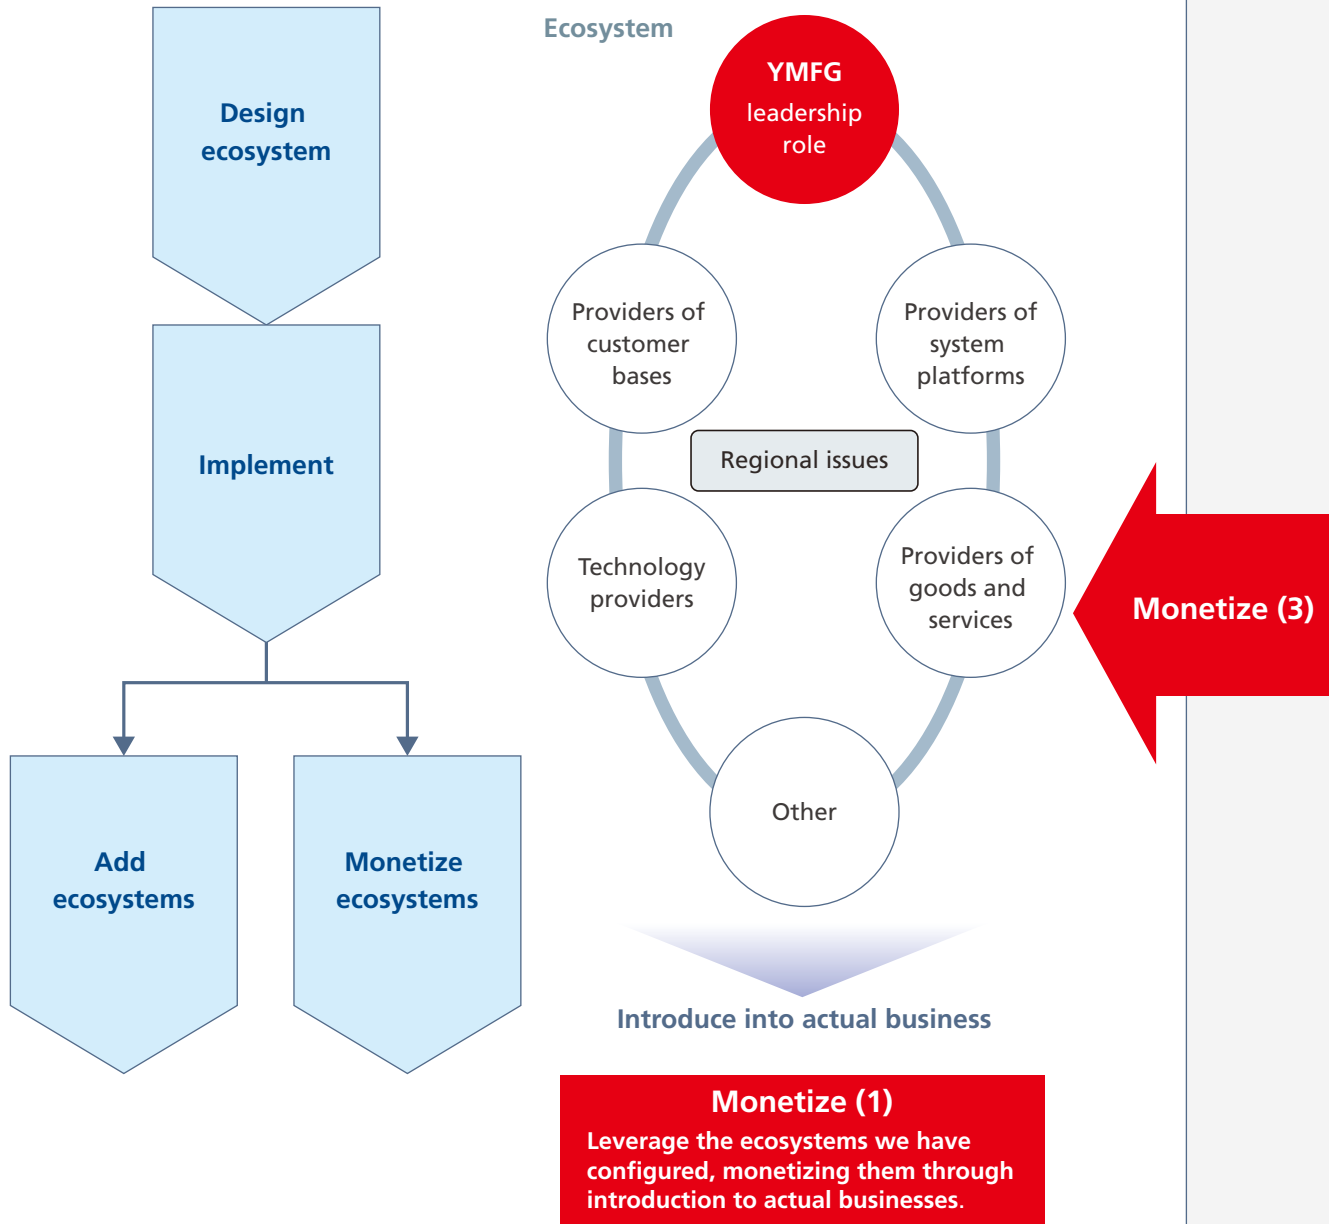 Design
ecosystem
Implement
Add
ecosystems
Monetize
ecosystems
Ecosystem
YMFG
leadership
role
Providers of
customer
bases
Providers of
system
platforms
Regional issues
Technology
providers
Providers of
goods and
services
Other
Monetize (3)
Introduce into actual business
Monetize (1)
Leverage the ecosystems we have
configured, monetizing them through
introduction to actual businesses.